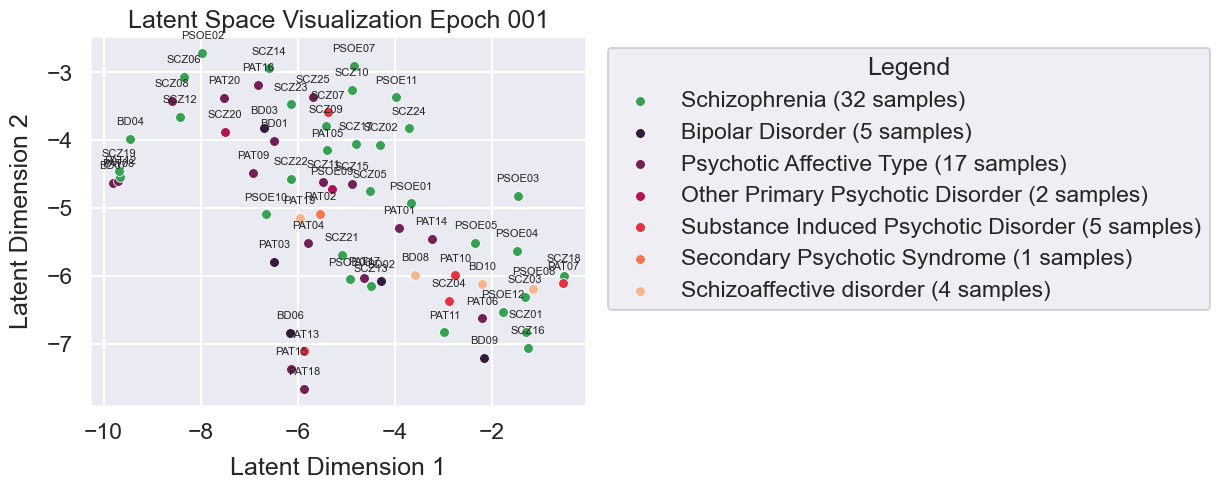 Latent Space Visualization Epoch 001
PSOE02
SCZ06
SCZ14
PSOE07
SCZ08
PAT20
PAT16
SCZ25
SCZ10
PSOE11
SCZ12
SCZ23
SCZ07
SCZ20
BD03
SCZ09
SCZ24
BD04
BD01
PAT05
SCZ02
SCZ19
PAT09
SCZ22
SCZ11
SCZ15
PSOE09
SCZ05
PSOE03
PSOE10
PAT19
PAT02
PSOE01
PAT01
PAT04
PAT14
PSOE05
PSOE04
PAT03
SCZ21
BD08
PAT10
BD10
SCZ18
PAT07
PSOE08
SCZ13
SCZ04
SCZ03
PSOE12
PAT06
BD06
PAT11
SCZ01
SCZ16
PAT13
BD09
PAT15
PAT18
−3
−4
−5
−6
−7
−10
−8
−6
−4
−2
Latent Dimension 1
Latent Dimension 2
Legend
Schizophrenia (32 samples)
Bipolar Disorder (5 samples)
Psychotic Affective Type (17 samples)
Other Primary Psychotic Disorder (2 samples)
Substance Induced Psychotic Disorder (5 samples)
Secondary Psychotic Syndrome (1 samples)
Schizoaffective disorder (4 samples)